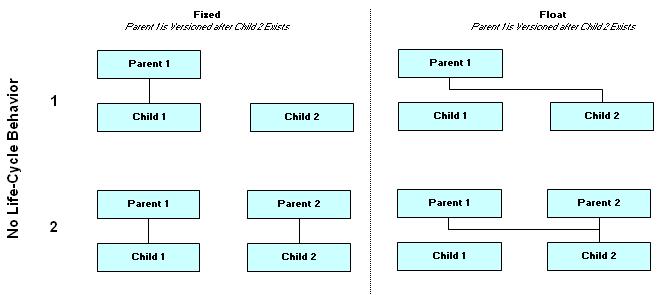 Fixed
Parent 1 is Versioned after Child 2 Exists
Float
Parent 1 is Versioned after Child 2 Exists
No Life-Cycle Behavior
1
Parent 1
Child 1
Child 2
Parent 1
Child 1
Child 2
2
Parent 1
Parent 2
Child 1
Child 2
Parent 1
Parent 2
Child 1
Child 2